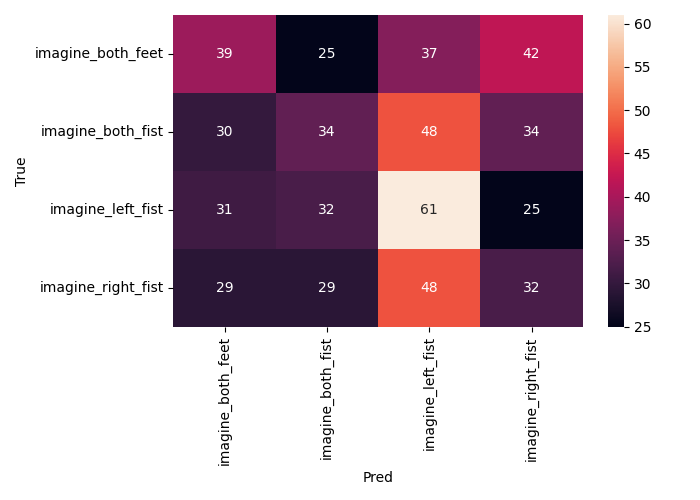 imagine_both_feet 39 25 37 42
imagine_both_fist 30 34 48 34
imagine_left_fist 31 32 61 25
imagine_right_fist 29 29 48 32
True
imagine_both_feet
imagine_both_fist
imagine_left_fist
imagine_right_fist
Pred
60
55
50
45
40
35
30
25